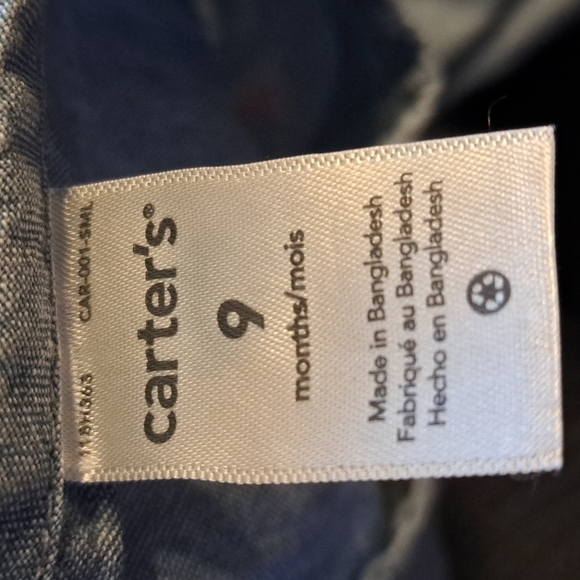 CAR-001-SML
carter's®
9
months/mois
Made in Bangladesh
Fabriqué au Bangladesh
Hecho en Bangladesh